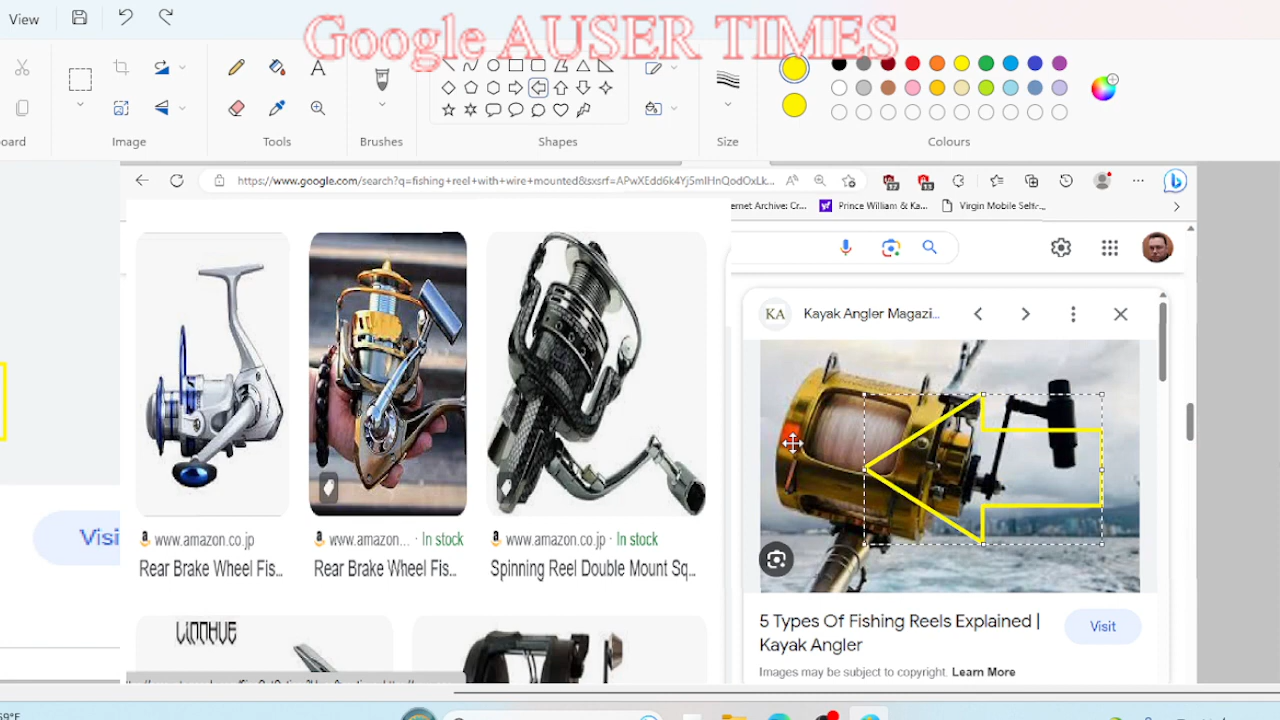 Google AUSER TIMES
View
oard
Image
Tools
Brushes
Shapes
Size
Colours
https://www.google.com/search?q=fishing+reel+with+wire+mounted&sxsrf=APwXEdd6k4Yj5mIHnQodOxLk...
ernet Archive: Cr...
Prince William & Ka...
Virgin Mobile Self-...
KA
Kayak Angler Magazi...
Visi
www.amazon.co.jp
Rear Brake Wheel Fis...
www.amazon... · In stock
Rear Brake Wheel Fis...
www.amazon.co.jp · In stock
Spinning Reel Double Mount Sq...
5 Types Of Fishing Reels Explained |
Kayak Angler
Visit
Images may be subject to copyright. Learn More